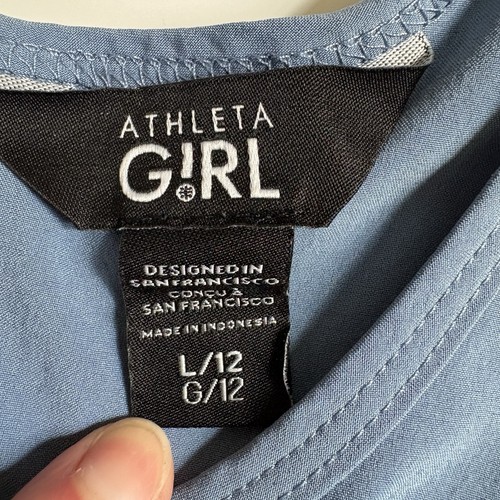 ATHLETA
G!RL
DESIGNED IN
SAN FRANCISCO
CONÇU À
SAN FRANCISCO
MADE IN INDONESIA
L/12
G/12